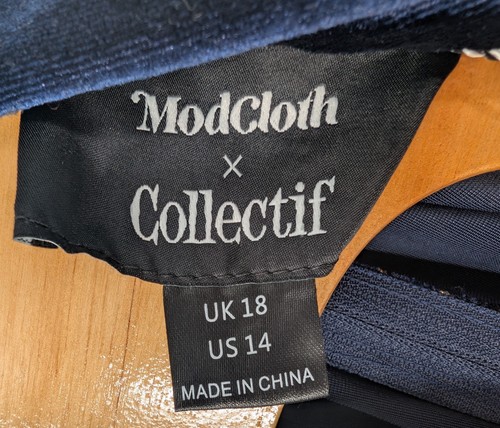 ModCloth
×
Collectif
UK 18
US 14
MADE IN CHINA